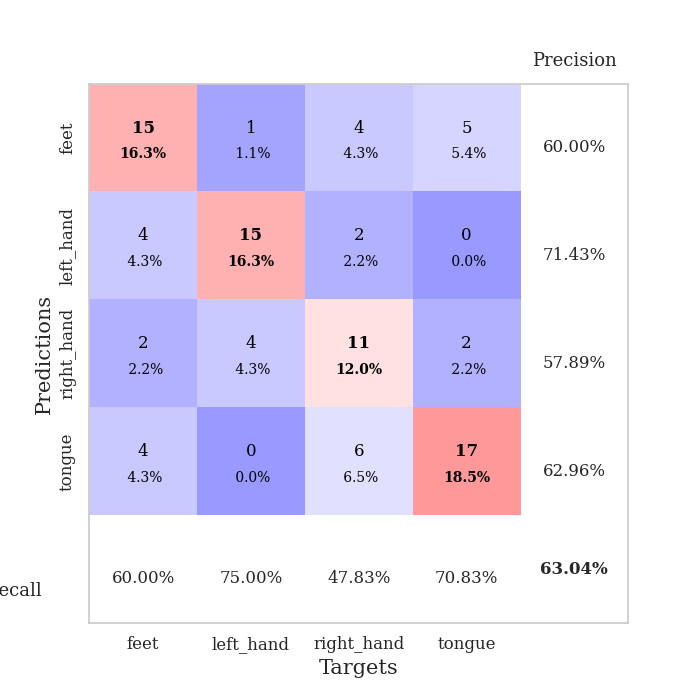 Precision
feet
15 1 4 5
16.3% 1.1% 4.3% 5.4%
60.00%
left_hand
4 15 2 0
4.3% 16.3% 2.2% 0.0%
71.43%
Predictions
right_hand
2 4 11 2
2.2% 4.3% 12.0% 2.2%
57.89%
tongue
4 0 6 17
4.3% 0.0% 6.5% 18.5%
62.96%
ecall
60.00% 75.00% 47.83% 70.83% 63.04%
feet left_hand right_hand tongue
Targets